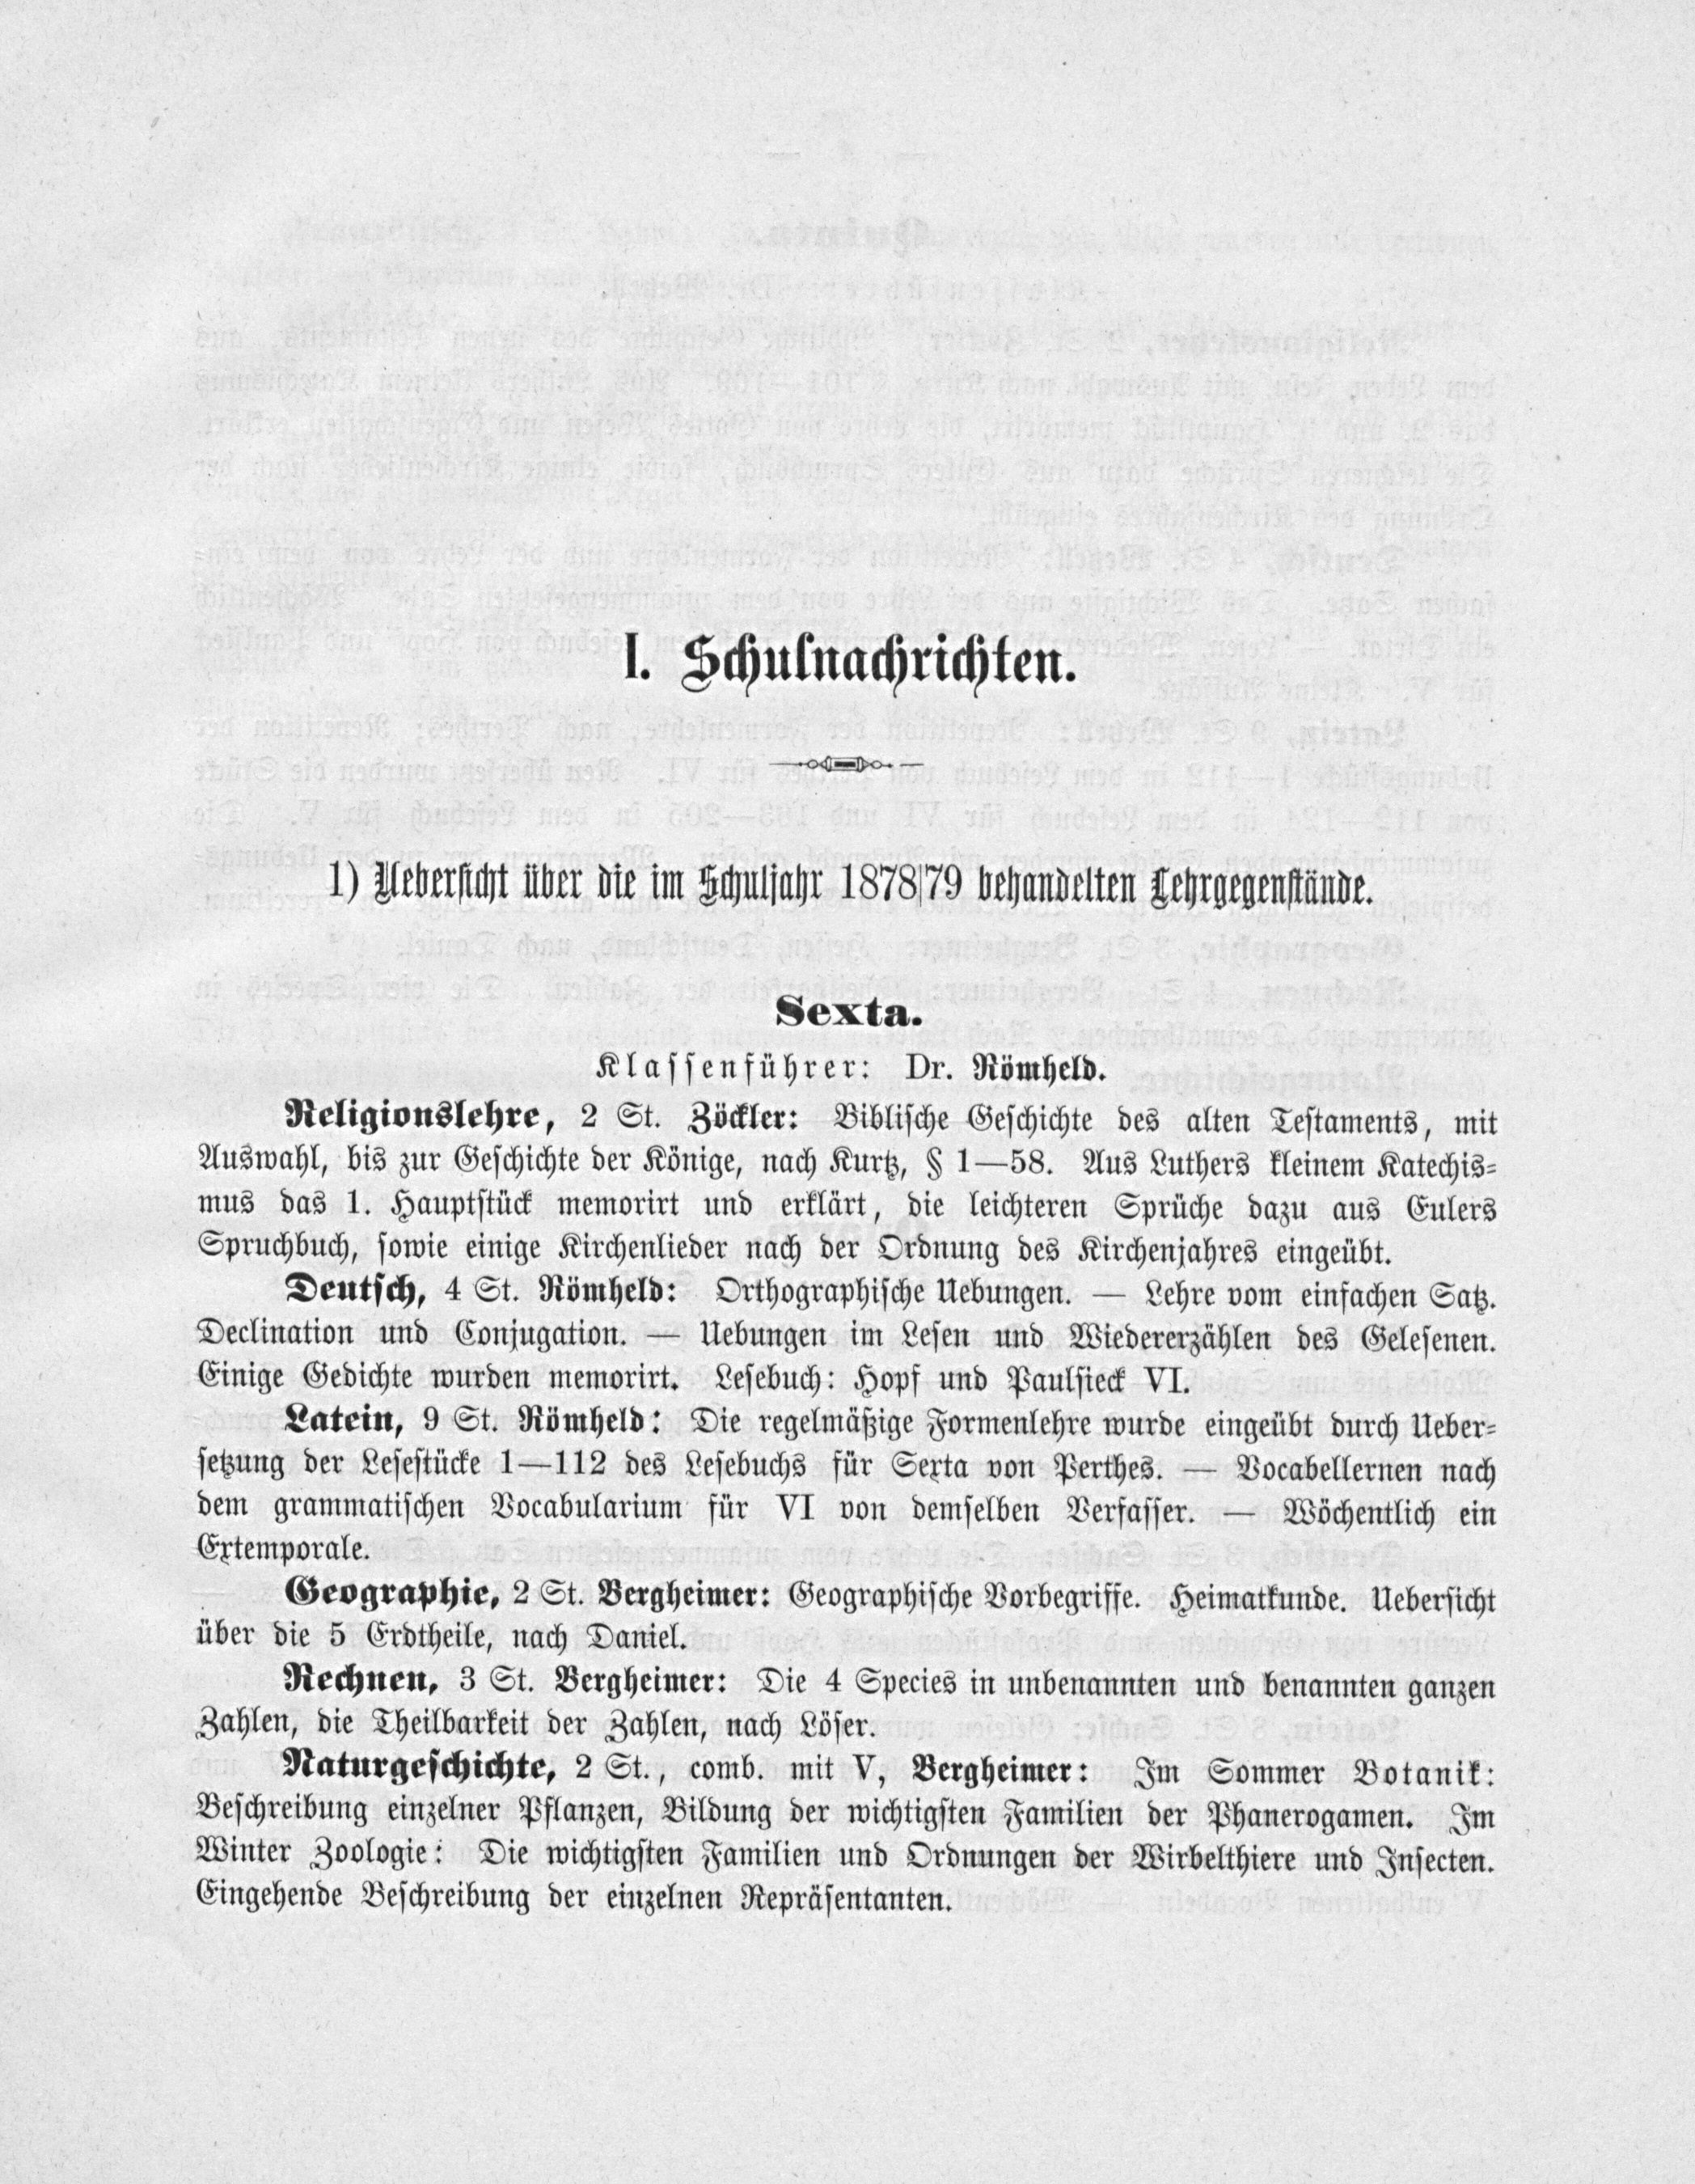 I. Schulnachrichten.
1) Uebersicht über die im Schuljahr 1878/79 behandelten Lehrgegenstände.
Sexta.
Klassenführer: Dr. Römheld.
Religionslehre, 2 St. Zöckler: Biblische Geschichte des alten Testaments, mit
Auswahl, bis zur Geschichte der Könige, nach Kurtz, § 1—58. Aus Luthers kleinem Katechis=
mus das 1. Hauptstück memorirt und erklärt, die leichteren Sprüche dazu aus Eulers
Spruchbuch, sowie einige Kirchenlieder nach der Ordnung des Kirchenjahres eingeübt.
Deutsch, 4 St. Römheld: Orthographische Uebungen. — Lehre vom einfachen Satz.
Declination und Conjugation. — Uebungen im Lesen und Wiedererzählen des Gelesenen.
Einige Gedichte wurden memorirt. Lesebuch: Hopf und Paulsieck VI.
Latein, 9 St. Römheld: Die regelmäßige Formenlehre wurde eingeübt durch Ueber=
setzung der Lesestücke 1—112 des Lesebuchs für Sexta von Perthes. — Vocabellernen nach
dem grammatischen Vocabularium für VI von demselben Verfasser. — Wöchentlich ein
Extemporale.
Geographie, 2 St. Bergheimer: Geographische Vorbegriffe. Heimatkunde. Uebersicht
über die 5 Erdtheile, nach Daniel.
Rechnen, 3 St. Bergheimer: Die 4 Species in unbenannten und benannten ganzen
Zahlen, die Theilbarkeit der Zahlen, nach Löser.
Naturgeschichte, 2 St., comb. mit V, Bergheimer: Im Sommer Botanik:
Beschreibung einzelner Pflanzen, Bildung der wichtigsten Familien der Phanerogamen. Im
Winter Zoologie: Die wichtigsten Familien und Ordnungen der Wirbelthiere und Insecten.
Eingehende Beschreibung der einzelnen Repräsentanten.